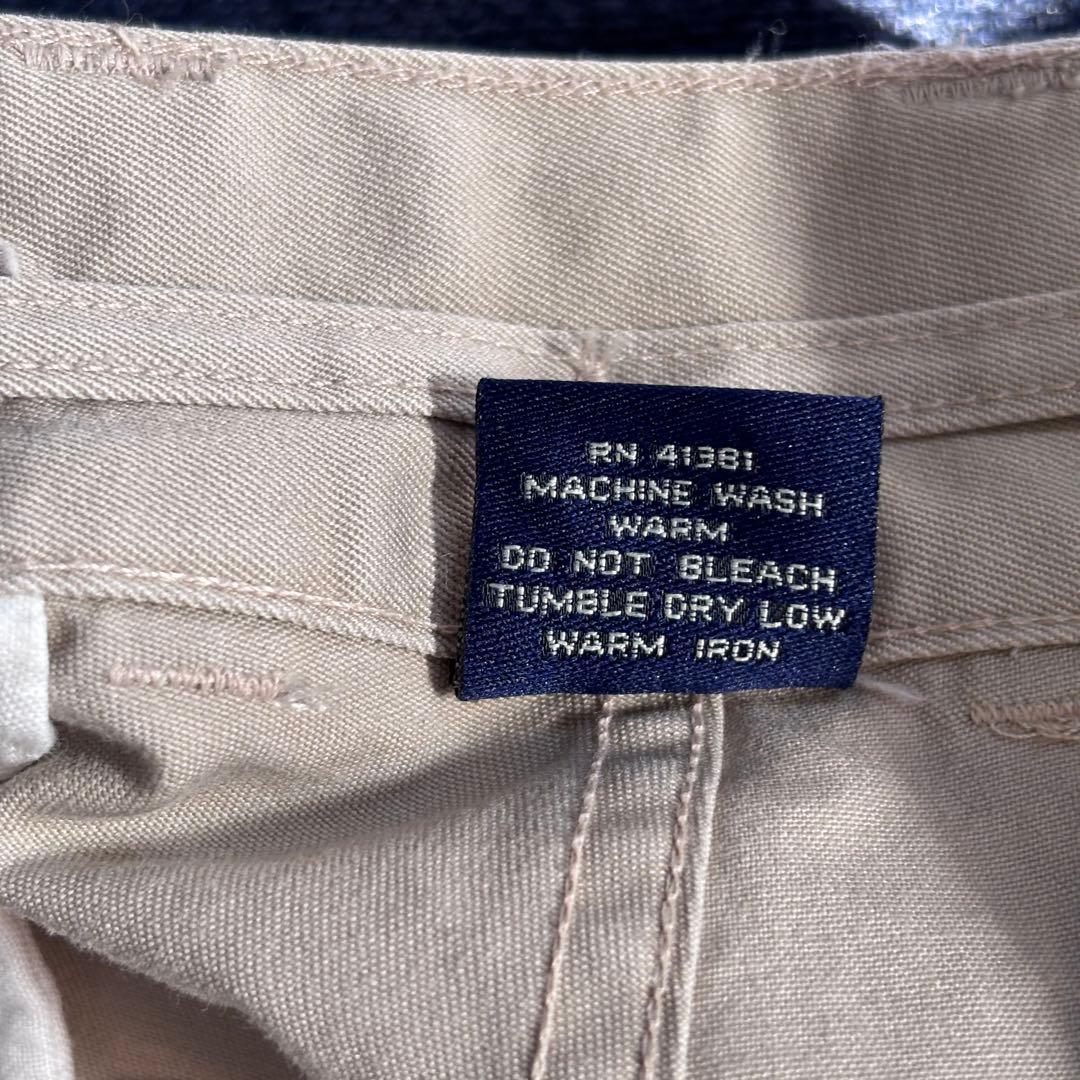 RN 41381
MACHINE WASH
WARM
DO NOT BLEACH
TUMBLE DRY LOW
WARM IRON